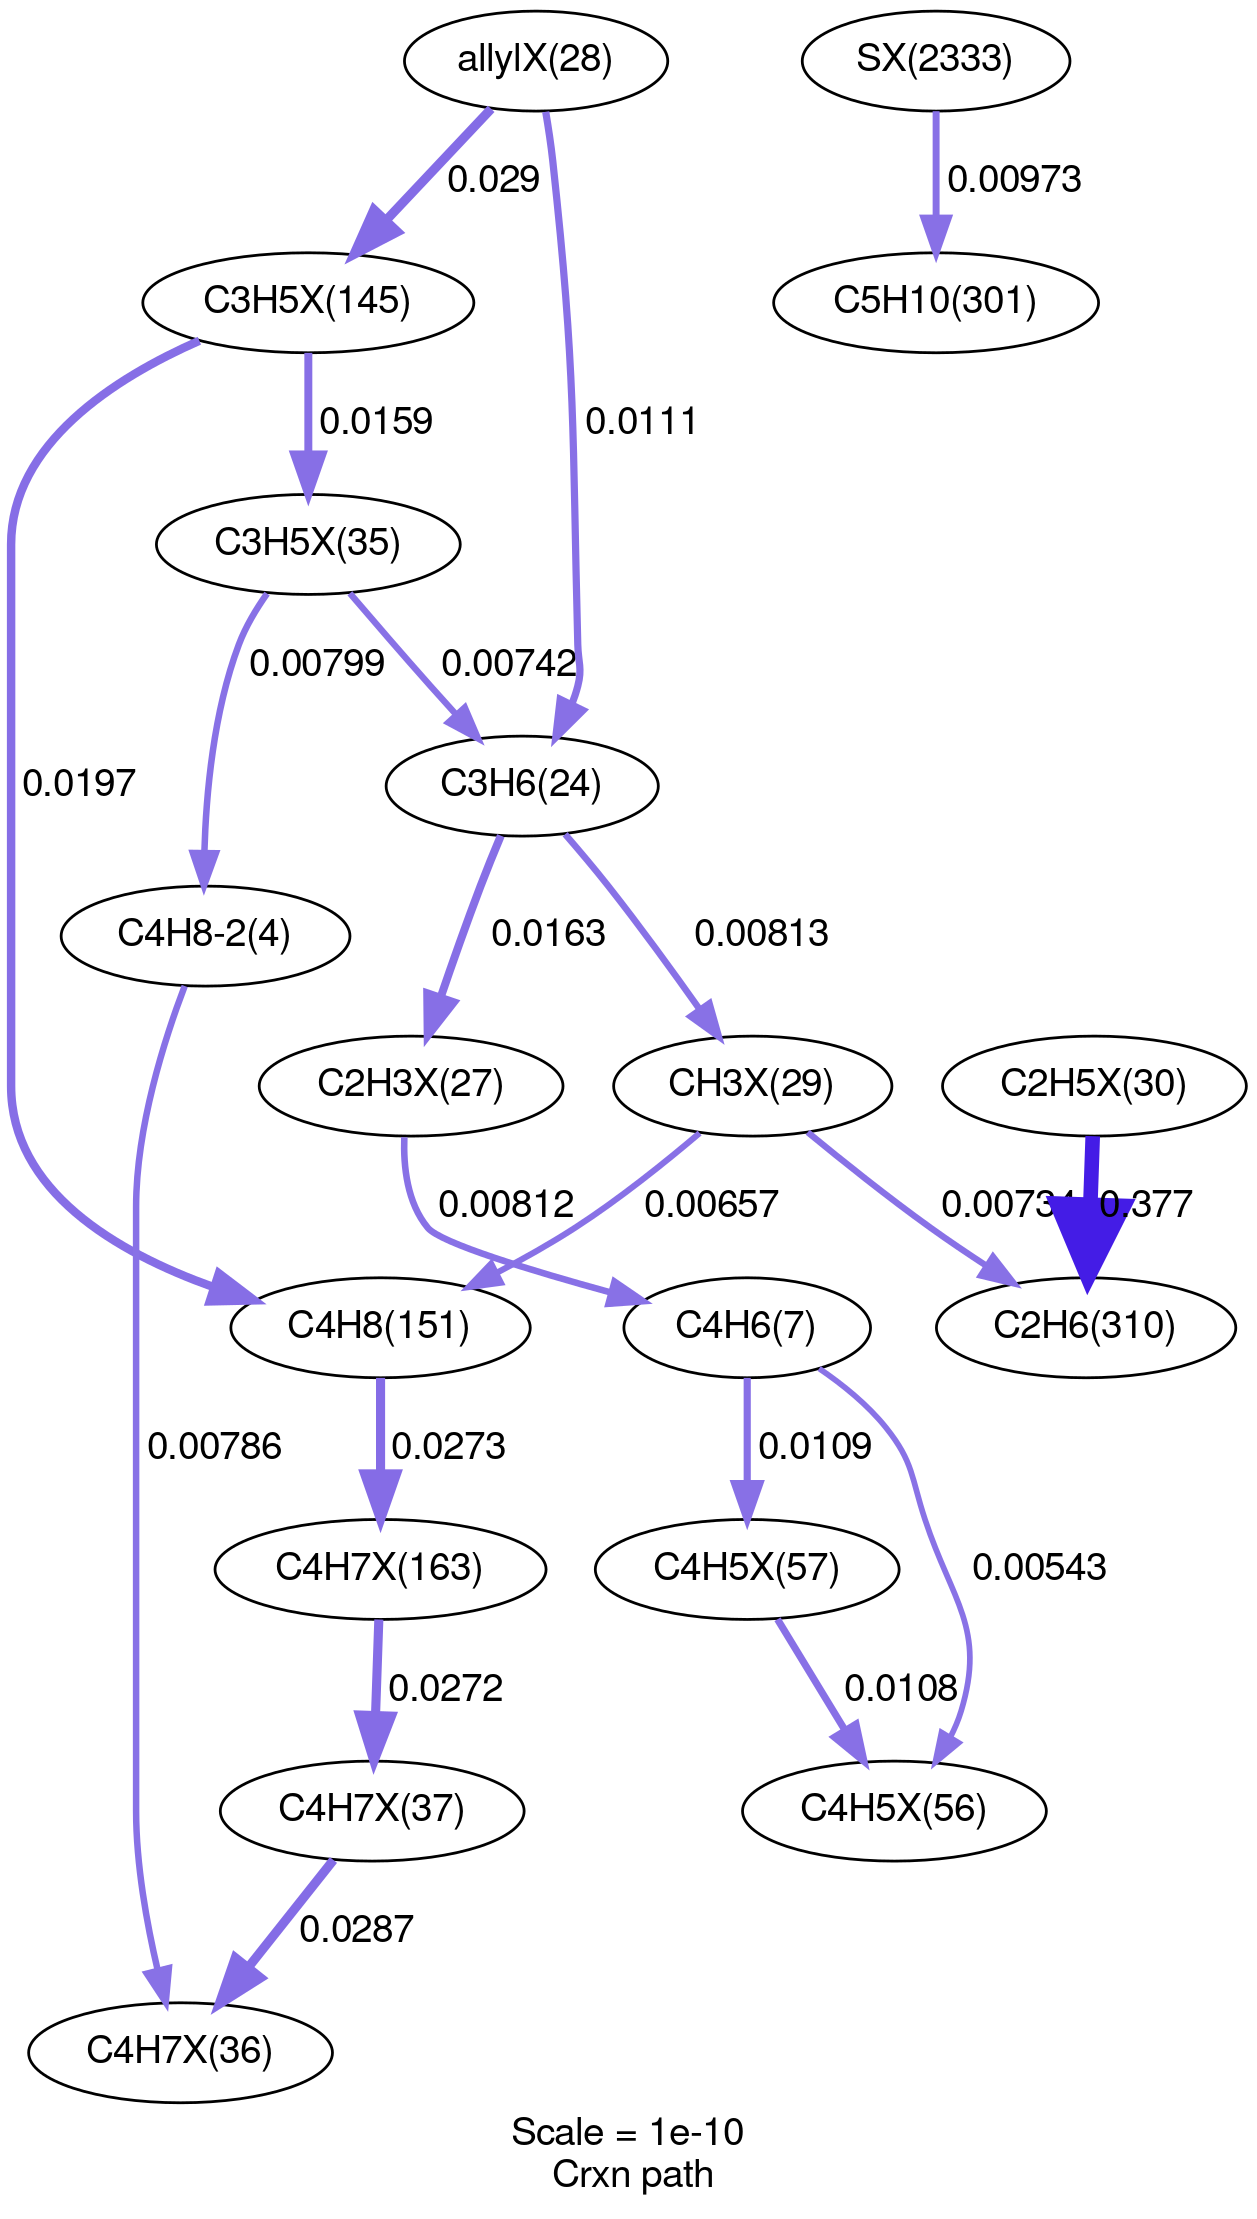 allylX(28)
SX(2333)
0.029
0.00973
C3H5X(145)
C5H10(301)
0.0159
0.0111
C3H5X(35)
0.00799
0.00742
0.0197
C3H6(24)
C4H8-2(4)
0.0163
0.00813
C2H3X(27)
CH3X(29)
C2H5X(30)
0.00812
0.00657
0.377
C4H8(151)
C4H6(7)
C2H6(310)
0.00786
0.0273
0.0109
C4H7X(163)
C4H5X(57)
0.00543
0.0272
0.0108
C4H7X(37)
C4H5X(56)
0.0287
C4H7X(36)
Scale = 1e-10
Crxn path